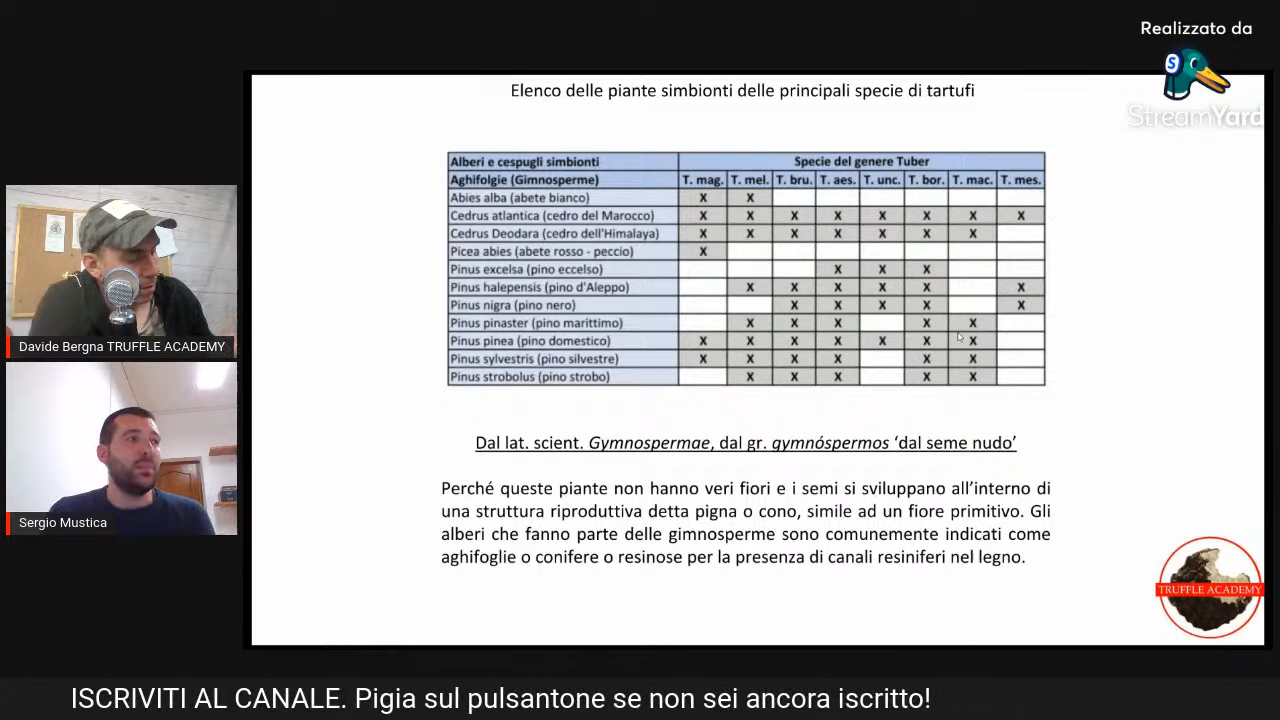 Realizzato da
StreamYard
Elenco delle piante simbionti delle principali specie di tartufi
Alberi e cespugli simbionti Specie del genere Tuber
Aghifolgie (Gimnosperme) T. mag. T. mel. T. bru. T. aes. T. unc. T. bor. T. mac. T. mes.
Abies alba (abete bianco) X X
Cedrus atlantica (cedro del Marocco) X X X X X X X X
Cedrus Deodara (cedro dell'Himalaya) X X X X X X X
Picea abies (abete rosso - peccio) X
Pinus excelsa (pino eccelso) X X X
Pinus halepensis (pino d'Aleppo) X X X X X X
Pinus nigra (pino nero) X X X X X
Pinus pinaster (pino marittimo) X X X X X
Pinus pinea (pino domestico) X X X X X X X
Pinus sylvestris (pino silvestre) X X X X X X
Pinus strobolus (pino strobo) X X X X X
Dal lat. scient. Gymnospermae, dal gr. gymnóspermos ‘dal seme nudo’
Perché queste piante non hanno veri fiori e i semi si sviluppano all’interno di
una struttura riproduttiva detta pigna o cono, simile ad un fiore primitivo. Gli
alberi che fanno parte delle gimnosperme sono comunemente indicati come
aghifoglie o conifere o resinose per la presenza di canali resiniferi nel legno.
Davide Bergna TRUFFLE ACADEMY
Sergio Mustica
TRUFFLE ACADEMY
ISCRIVITI AL CANALE. Pigia sul pulsantone se non sei ancora iscritto!